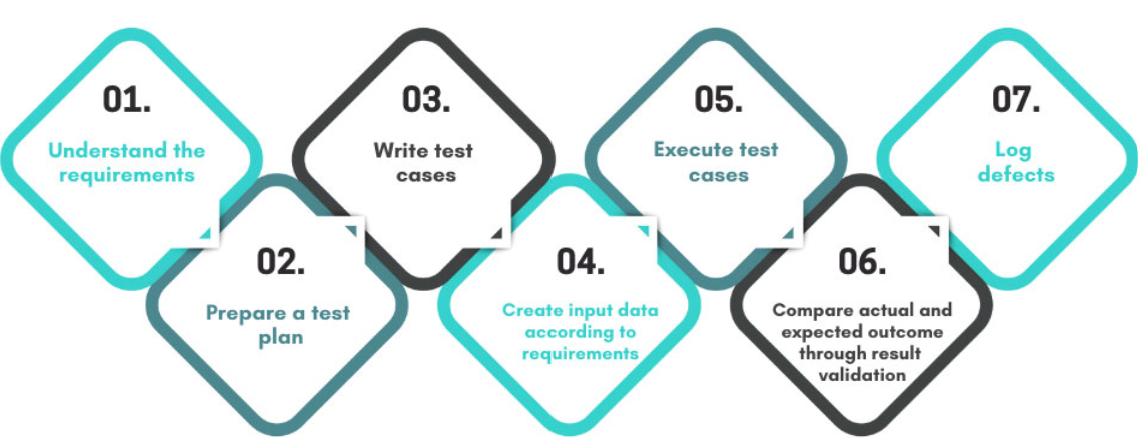 01.
Understand the
requirements
02.
Prepare a test
plan
03.
Write test
cases
04.
Create input data
according to
requirements
05.
Execute test
cases
06.
Compare actual and
expected outcome
through result
validation
07.
Log
defects